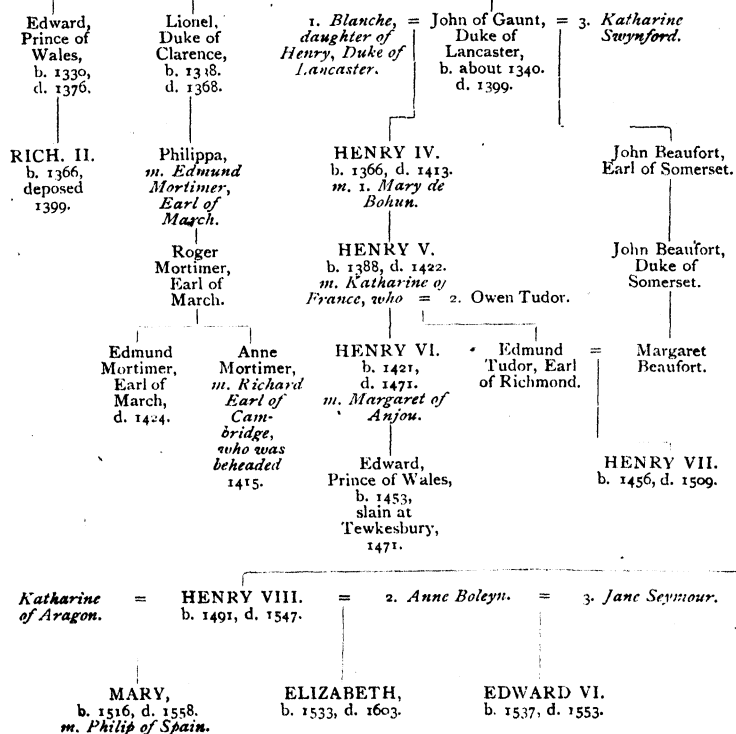 Edward,
Prince of
Wales,
b. 1330,
d. 1376.
Lionel,
Duke of
Clarence,
b. 1338.
d. 1368.
1. Blanche, =
daughter of
Henry, Duke of
Lancaster.
John of Gaunt, =
Duke of
Lancaster,
b. about 1340.
d. 1399.
3. Katharine
Swynford.
RICH. II.
b. 1366,
deposed
1399.
Philippa,
m. Edmund
Mortimer,
Earl of
March.
HENRY IV.
b. 1366, d. 1413.
m. 1. Mary de
Bohun.
John Beaufort,
Earl of Somerset.
Roger
Mortimer,
Earl of
March.
HENRY V.
b. 1388, d. 1422.
m. Katharine of
France, who = 2. Owen Tudor.
John Beaufort,
Duke of
Somerset.
Edmund
Mortimer,
Earl of
March,
d. 1424.
Anne
Mortimer,
m. Richard
Earl of
Cam-
bridge,
who was
beheaded
1415.
HENRY VI.
b. 1421,
d. 1471.
m. Margaret of
Anjou.
Edmund =
Tudor, Earl
of Richmond.
Margaret
Beaufort.
Edward,
Prince of Wales,
b. 1453,
slain at
Tewkesbury,
1471.
HENRY VII.
b. 1456, d. 1509.
Katharine =
of Aragon.
HENRY VIII. =
b. 1491, d. 1547.
2. Anne Boleyn. =
3. Jane Seymour.
MARY,
b. 1516, d. 1558.
m. Philip of Spain.
ELIZABETH,
b. 1533, d. 1603.
EDWARD VI.
b. 1537, d. 1553.